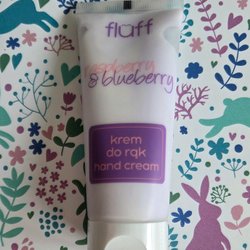 fluff
raspberry
& blueberry
krem
do rąk
hand cream